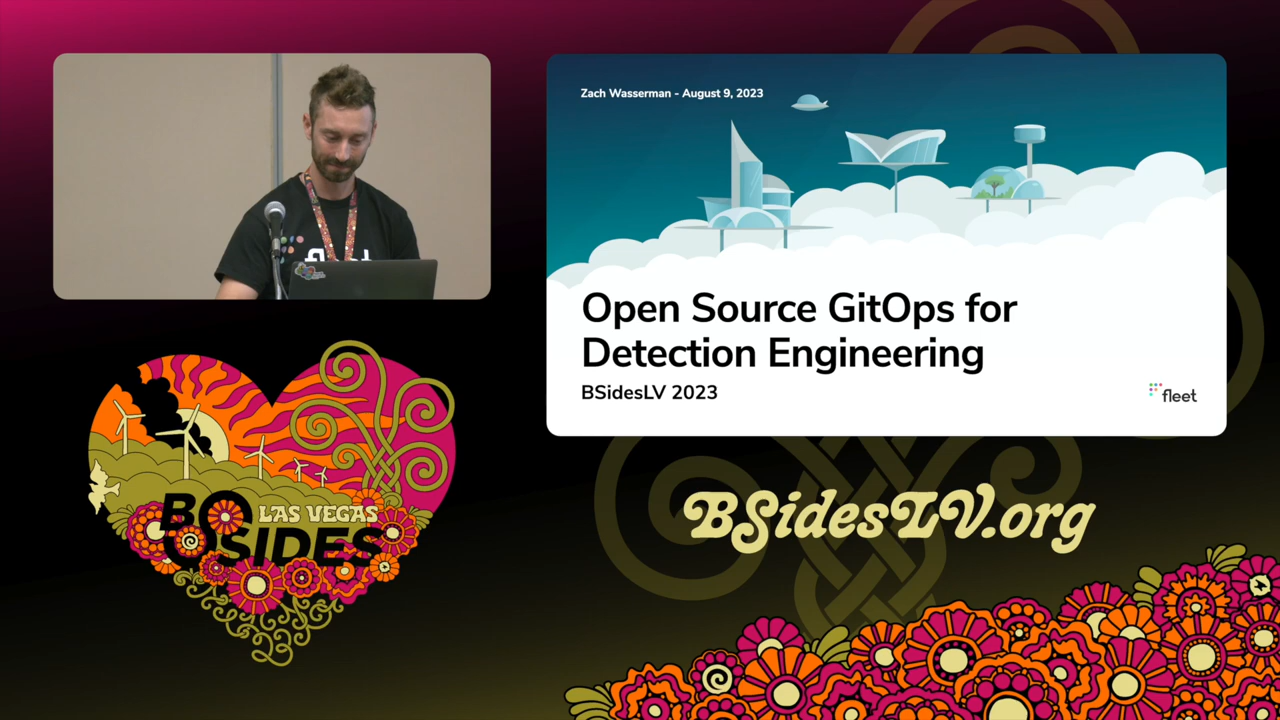 Zach Wasserman - August 9, 2023
Open Source GitOps for
Detection Engineering
BSidesLV 2023
fleet
LAS VEGAS
BSIDES
23
BSidesLV.org